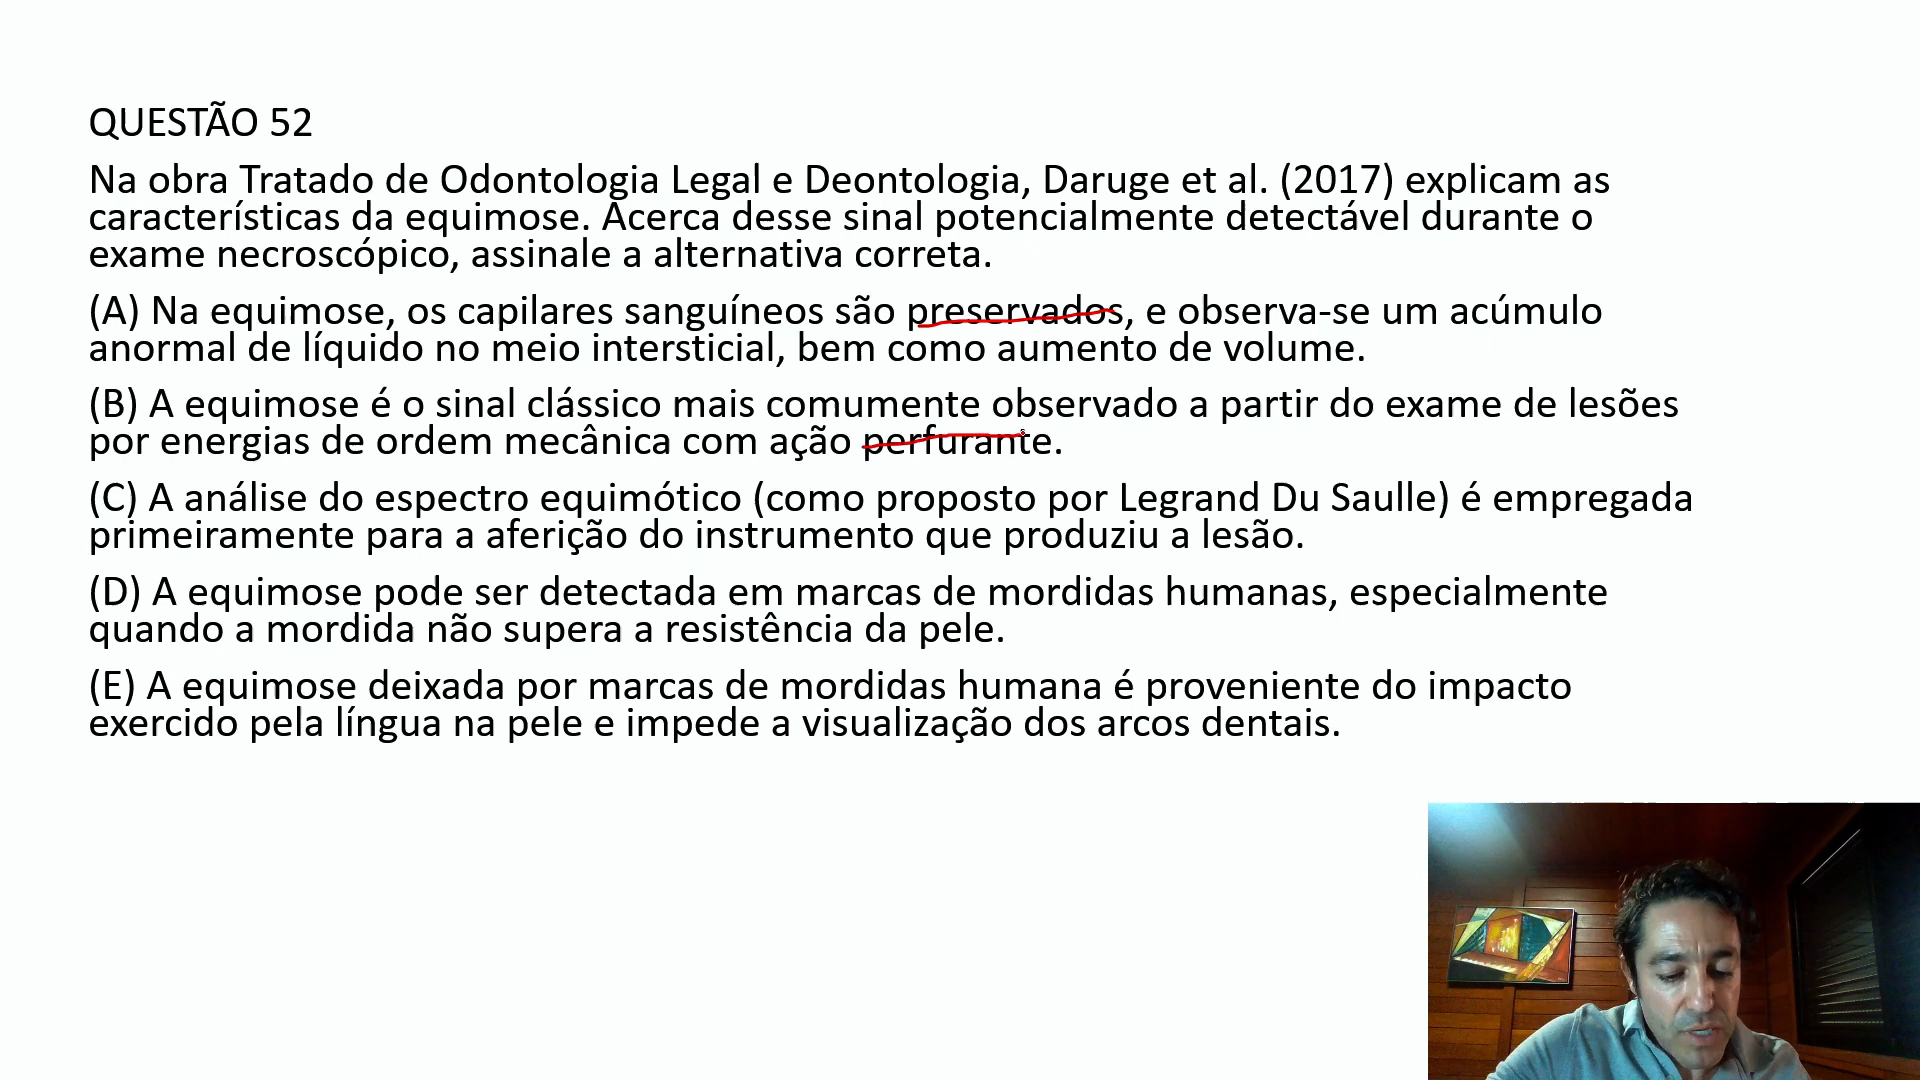 QUESTÃO 52
Na obra Tratado de Odontologia Legal e Deontologia, Daruge et al. (2017) explicam as
características da equimose. Acerca desse sinal potencialmente detectável durante o
exame necroscópico, assinale a alternativa correta.
(A) Na equimose, os capilares sanguíneos são preservados, e observa-se um acúmulo
anormal de líquido no meio intersticial, bem como aumento de volume.
(B) A equimose é o sinal clássico mais comumente observado a partir do exame de lesões
por energias de ordem mecânica com ação perfurante.
(C) A análise do espectro equimótico (como proposto por Legrand Du Saulle) é empregada
primeiramente para a aferição do instrumento que produziu a lesão.
(D) A equimose pode ser detectada em marcas de mordidas humanas, especialmente
quando a mordida não supera a resistência da pele.
(E) A equimose deixada por marcas de mordidas humana é proveniente do impacto
exercido pela língua na pele e impede a visualização dos arcos dentais.